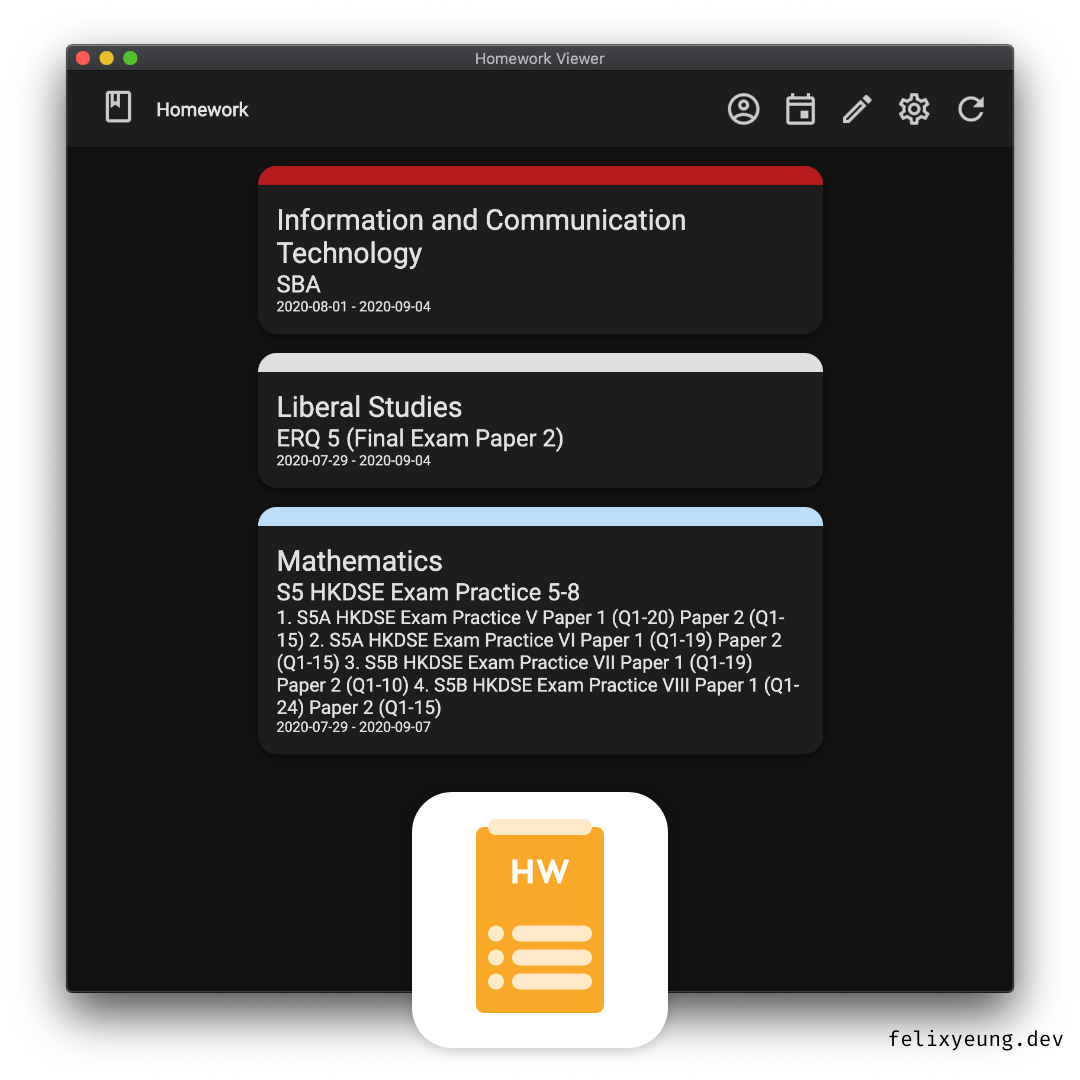 Homework Viewer
Homework
Information and Communication
Technology
SBA
2020-08-01 - 2020-09-04
Liberal Studies
ERQ 5 (Final Exam Paper 2)
2020-07-29 - 2020-09-04
Mathematics
S5 HKDSE Exam Practice 5-8
1. S5A HKDSE Exam Practice V Paper 1 (Q1-20) Paper 2 (Q1-
15) 2. S5A HKDSE Exam Practice VI Paper 1 (Q1-19) Paper 2
(Q1-15) 3. S5B HKDSE Exam Practice VII Paper 1 (Q1-19)
Paper 2 (Q1-10) 4. S5B HKDSE Exam Practice VIII Paper 1 (Q1-
24) Paper 2 (Q1-15)
2020-07-29 - 2020-09-07
HW
felixyeung.dev